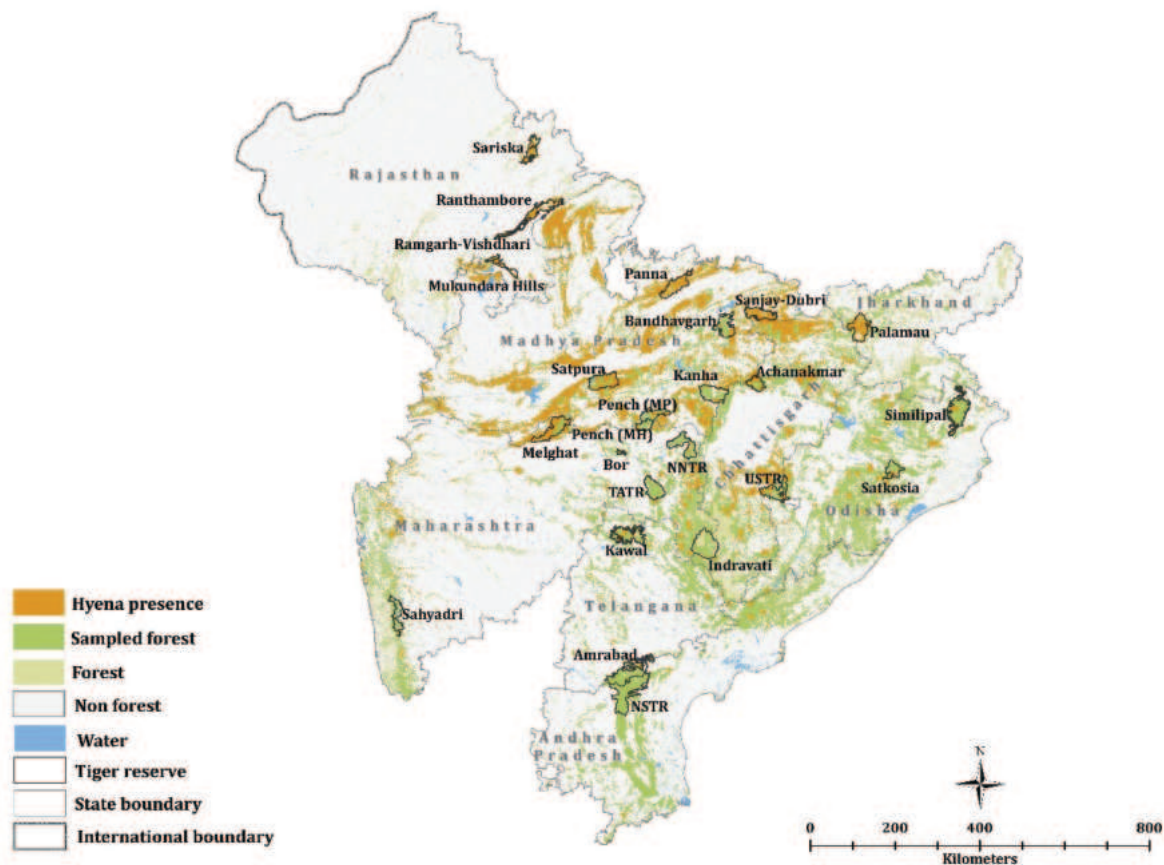 Sariska
Rajasthan
Ranthambore
Ramgarh-Vishdhari
Mukundara Hills
Panna
Sanjay-Dubri
Jharkhand
Bandhavgarh
Palamau
Madhya Pradesh
Satpura
Kanha
Achanakmar
Pench (MP)
Similipal
Pench (MH)
Melghat
Chhattisgarh
Bor
NNTR
USTR
Satkosia
TATR
Odisha
Maharashtra
Kawal
Indravati
Telangana
Sahyadri
Amrabad
NSTR
Andhra
Pradesh
Hyena presence
Sampled forest
Forest
Non forest
Water
Tiger reserve
State boundary
International boundary
N
0 200 400 800
Kilometers